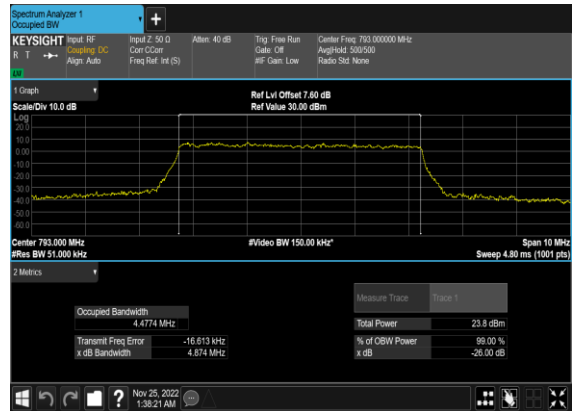 Spectrum Analyzer 1
Occupied BW
KEYSIGHT
R T
LW
Input: RF
Coupling: DC
Align: Auto
Input Z: 50 Ω
Corr CCorr
Freq Ref: Int (S)
Atten: 40 dB
Trig: Free Run
Gate: Off
#IF Gain: Low
Center Freq: 793.000000 MHz
Avg|Hold: 500/500
Radio Std: None
1 Graph
Scale/Div 10.0 dB
Ref Lvl Offset 7.60 dB
Ref Value 30.00 dBm
Log
20.0
10.0
0.00
-10.0
-20.0
-30.0
-40.0
-50.0
-60.0
Center 793.000 MHz
#Res BW 51.000 kHz
#Video BW 150.00 kHz*
Span 10 MHz
Sweep 4.80 ms (1001 pts)
2 Metrics
Measure Trace Trace 1
Occupied Bandwidth
4.4774 MHz
Total Power 23.8 dBm
Transmit Freq Error -16.613 kHz
% of OBW Power 99.00 %
x dB Bandwidth 4.874 MHz
x dB -26.00 dB
?
Nov 25, 2022
1:38:21 AM